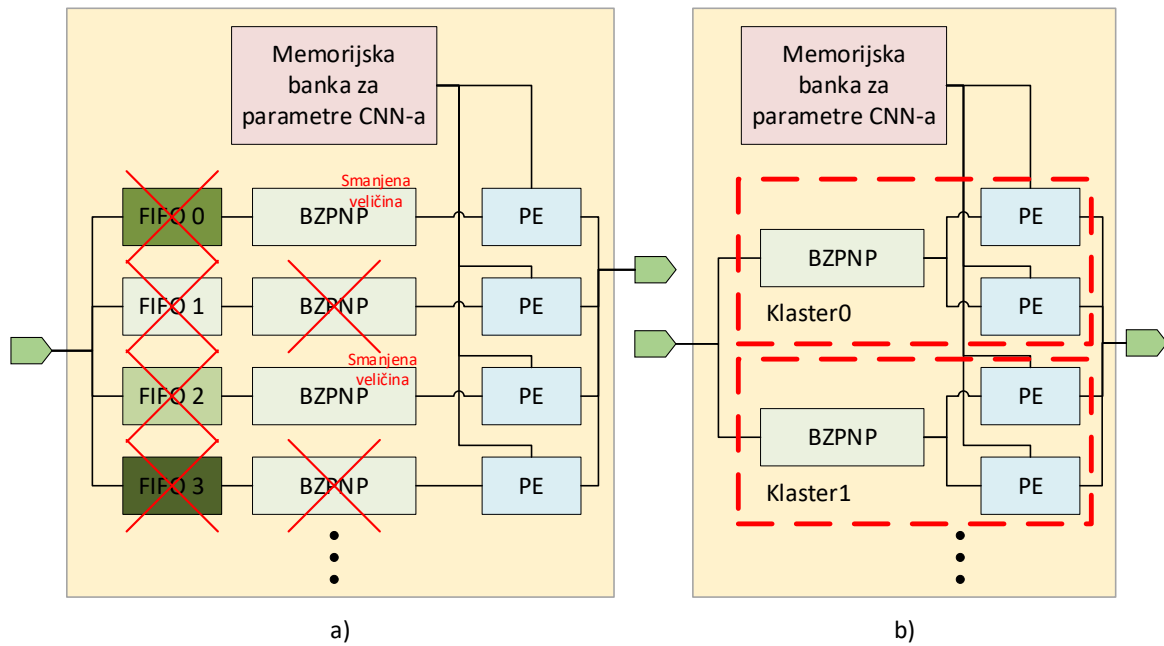 Memorijska
banka za
parametre CNN-a
Smanjena
veličina
FIFO 0
BZPNP
PE
FIFO 1
BZPNP
PE
Smanjena
veličina
FIFO 2
BZPNP
PE
FIFO 3
BZPNP
PE
a)
Memorijska
banka za
parametre CNN-a
PE
BZPNP
PE
Klaster0
PE
BZPNP
PE
Klaster1
b)